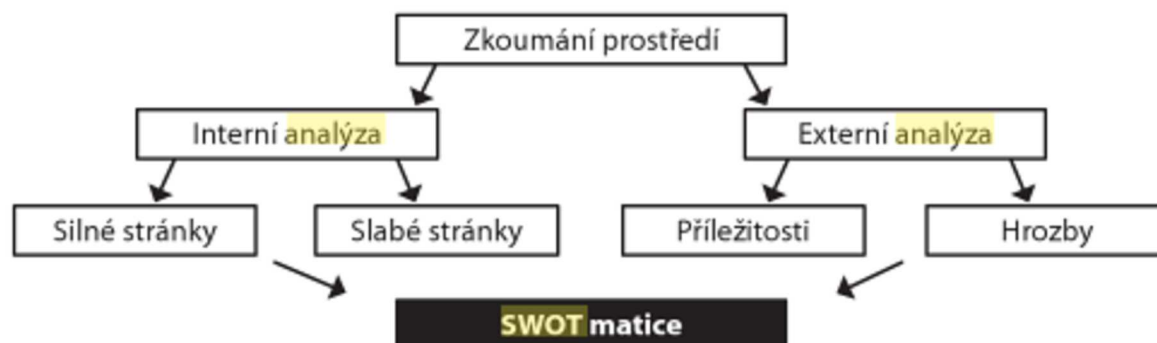 Zkoumání prostředí
Interní analýza
Externí analýza
Silné stránky
Slabé stránky
Příležitosti
Hrozby
SWOT matice